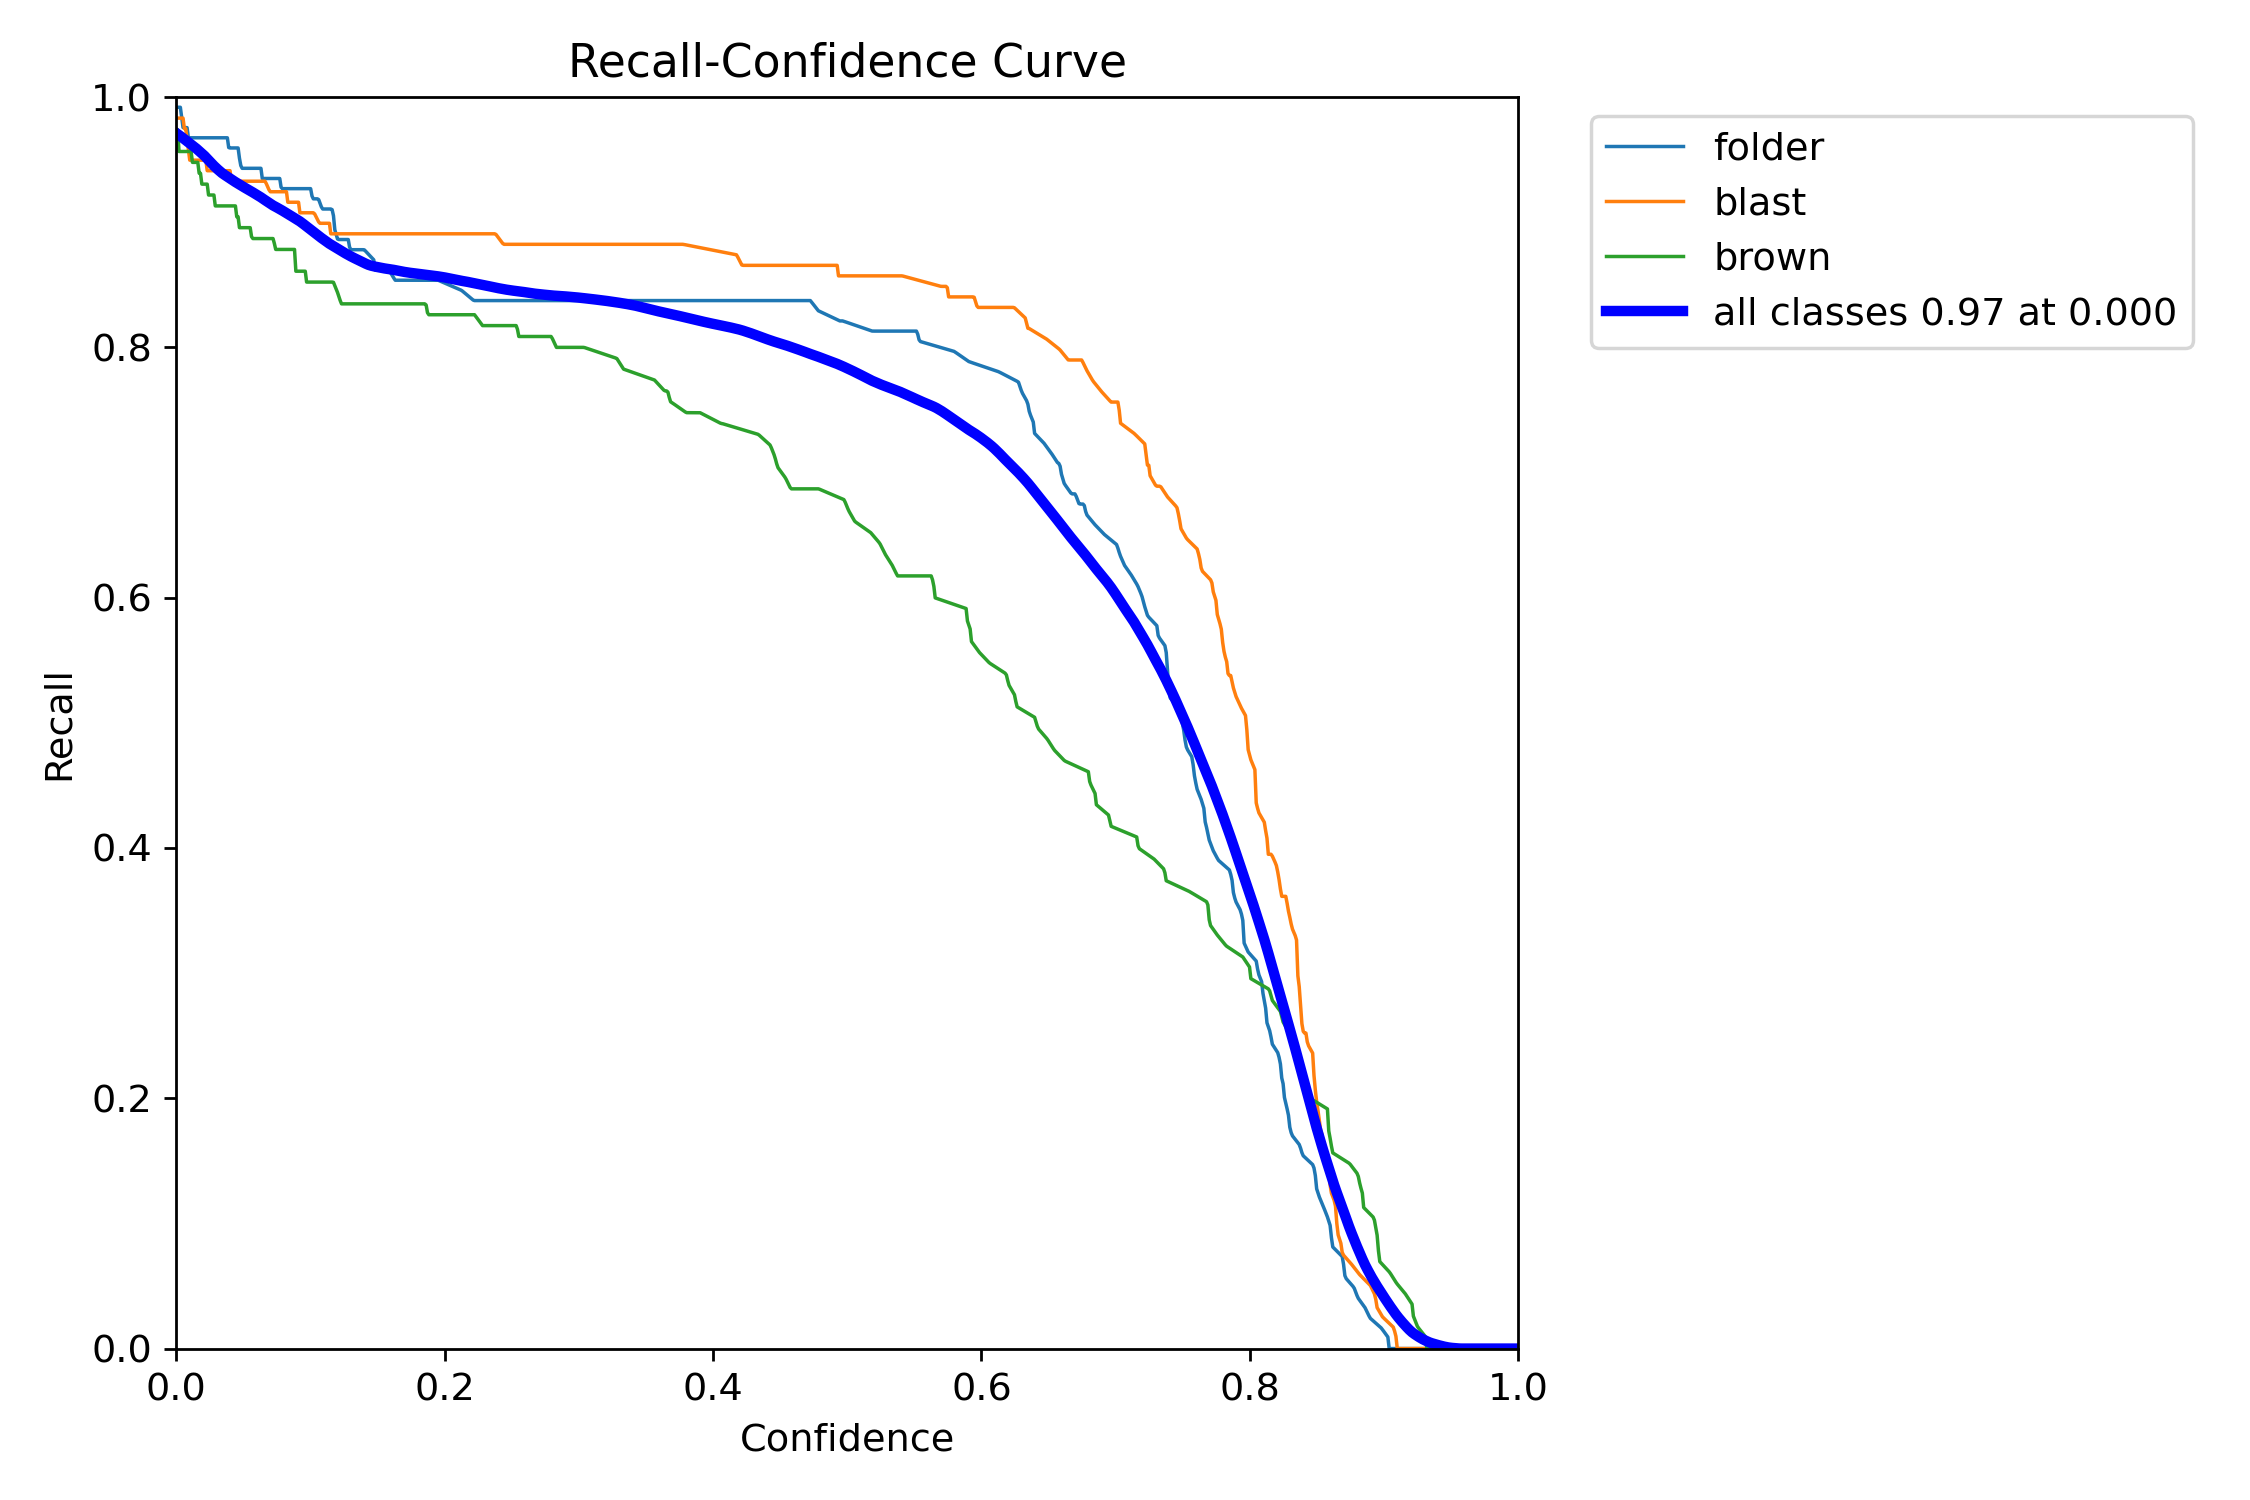 Recall-Confidence Curve
1.0
0.8
0.6
0.4
0.2
0.0
Recall
0.0 0.2 0.4 0.6 0.8 1.0
Confidence
folder
blast
brown
all classes 0.97 at 0.000